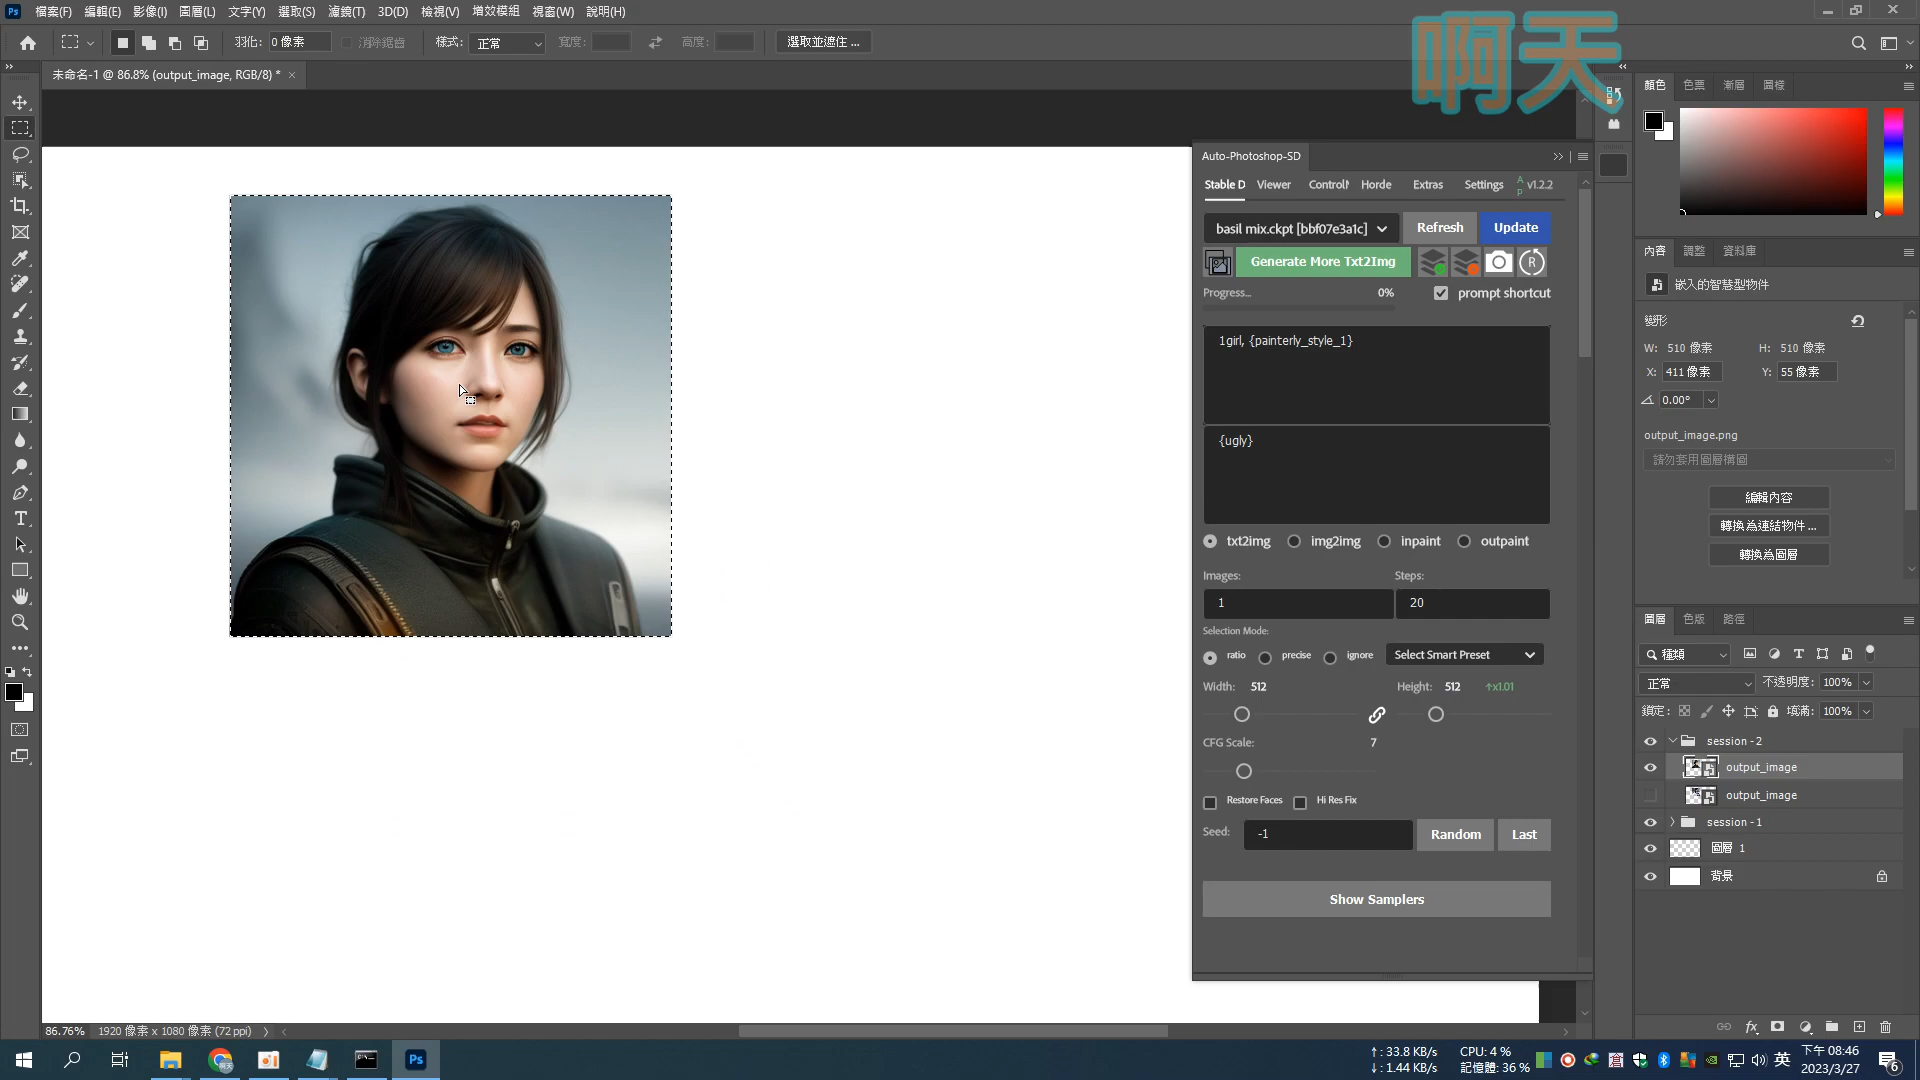 檔案(F) 編輯(E) 影像(I) 圖層(L) 文字(Y) 選取(S) 濾鏡(T) 3D(D) 檢視(V) 增效模組 視窗(W) 說明(H)
羽化: 0 像素 消除鋸齒 樣式: 正常 寬度: 高度: 選取並遮住 ...
啊天
未命名-1 @ 86.8% (output_image, RGB/8) *
顏色 色票 漸層 圖樣
Auto-Photoshop-SD
Stable D Viewer ControlN Horde Extras Settings v1.2.2
basil mix.ckpt [bbf07e3a1c] Refresh Update
Generate More Txt2Img
Progress... 0% prompt shortcut
1girl, {painterly_style_1}
{ugly}
txt2img img2img inpaint outpaint
Images: Steps:
1 20
Selection Mode:
ratio precise ignore Select Smart Preset
Width: 512 Height: 512 ↑x1.01
CFG Scale: 7
Restore Faces Hi Res Fix
Seed: -1 Random Last
Show Samplers
內容 調整 資料庫
嵌入的智慧型物件
變形
W: 510 像素 H: 510 像素
X: 411 像素 Y: 55 像素
0.00°
output_image.png
請勿套用圖層構圖
編輯內容
轉換為連結物件 ...
轉換為圖層
圖層 色版 路徑
種類
正常 不透明度: 100%
鎖定: 填滿: 100%
session - 2
output_image
output_image
session - 1
圖層 1
背景
86.76% 1920 像素 x 1080 像素 (72 ppi)
↑ : 33.8 KB/s CPU: 4 %
↓ : 1.44 KB/s 記憶體: 36 %
英
下午 08:46
2023/3/27
6